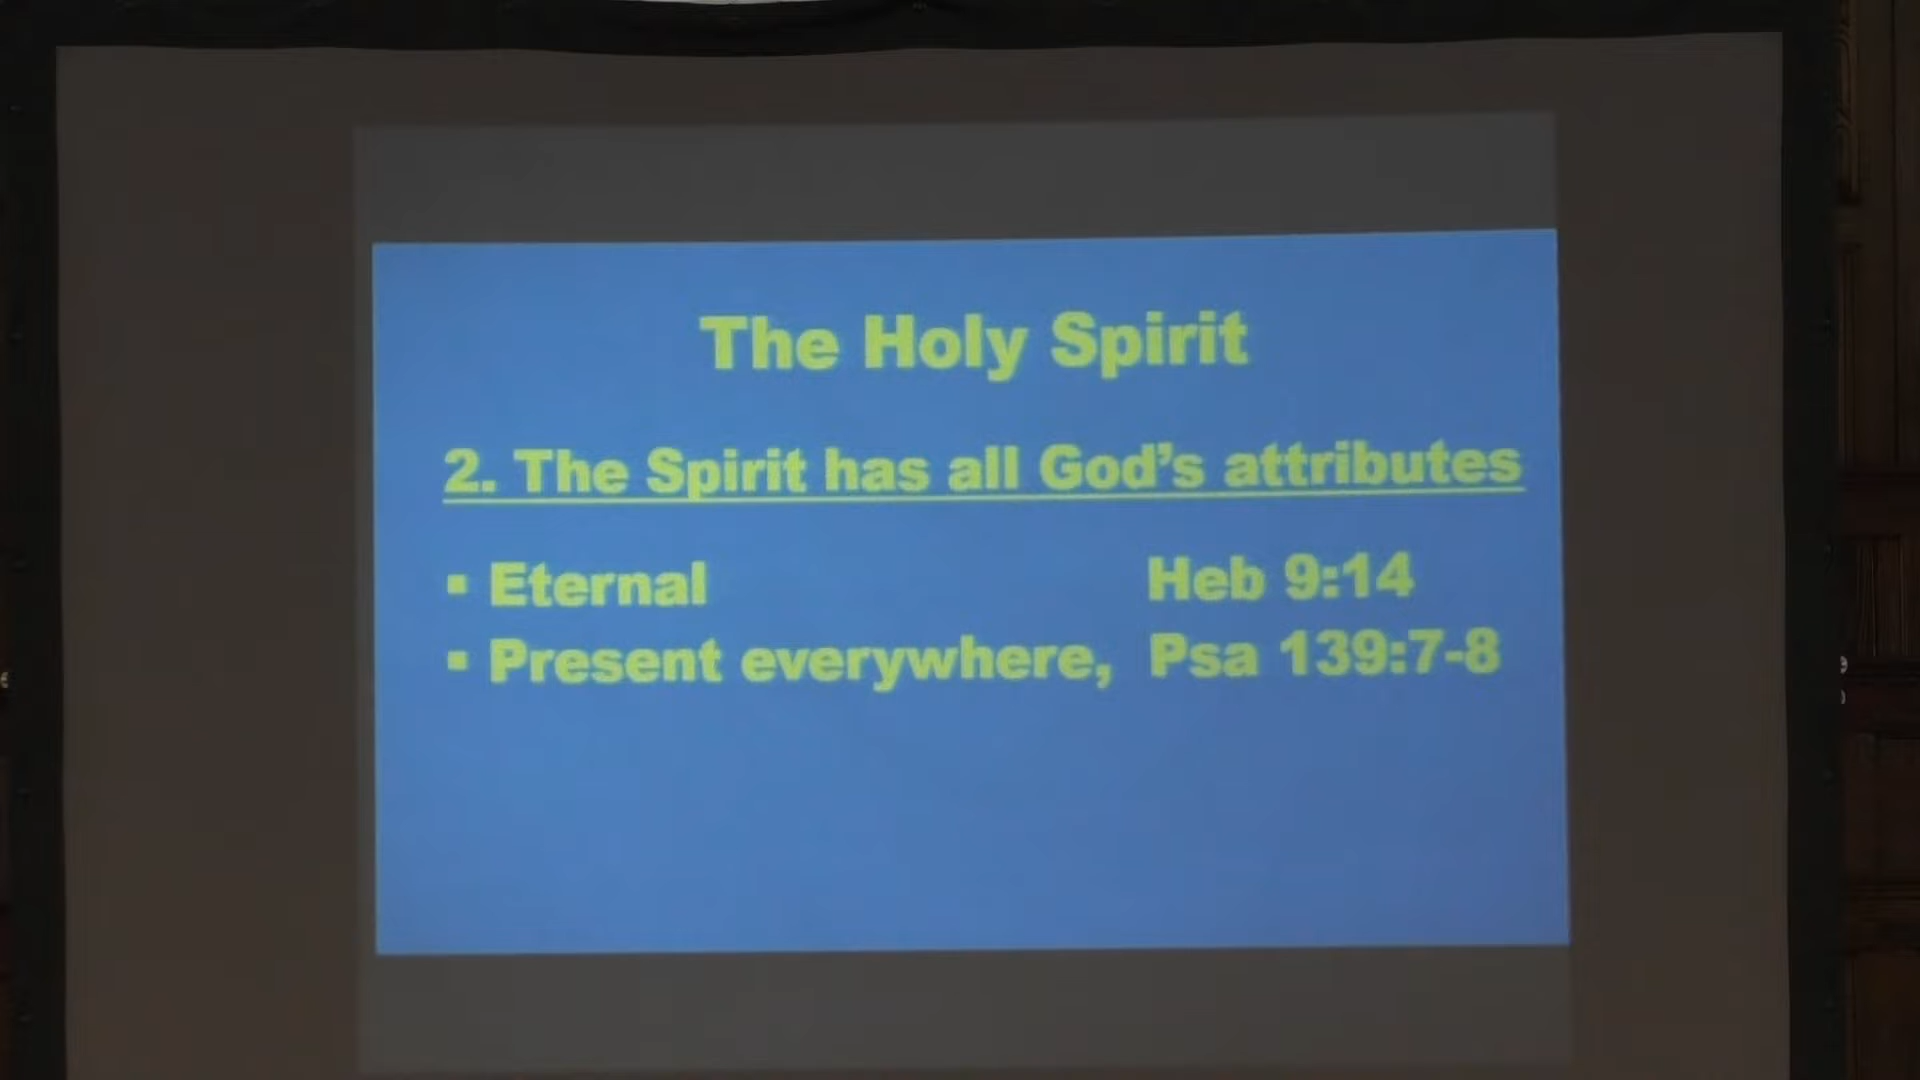 The Holy Spirit
2. The Spirit has all God's attributes
▪ Eternal Heb 9:14
▪ Present everywhere, Psa 139:7-8